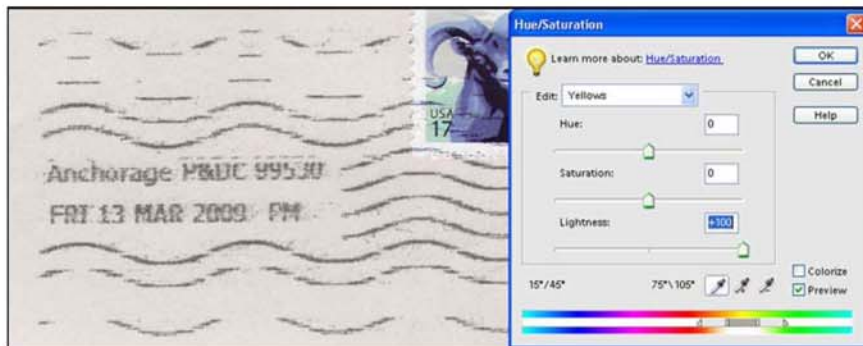 USA
17
Anchorage P&DC 99530
FRI 13 MAR 2009 PM
Hue/Saturation
Learn more about: Hue/Saturation
OK
Cancel
Help
Edit: Yellows
Hue: 0
Saturation: 0
Lightness: +100
15°/45° 75°\105°
Colorize
Preview